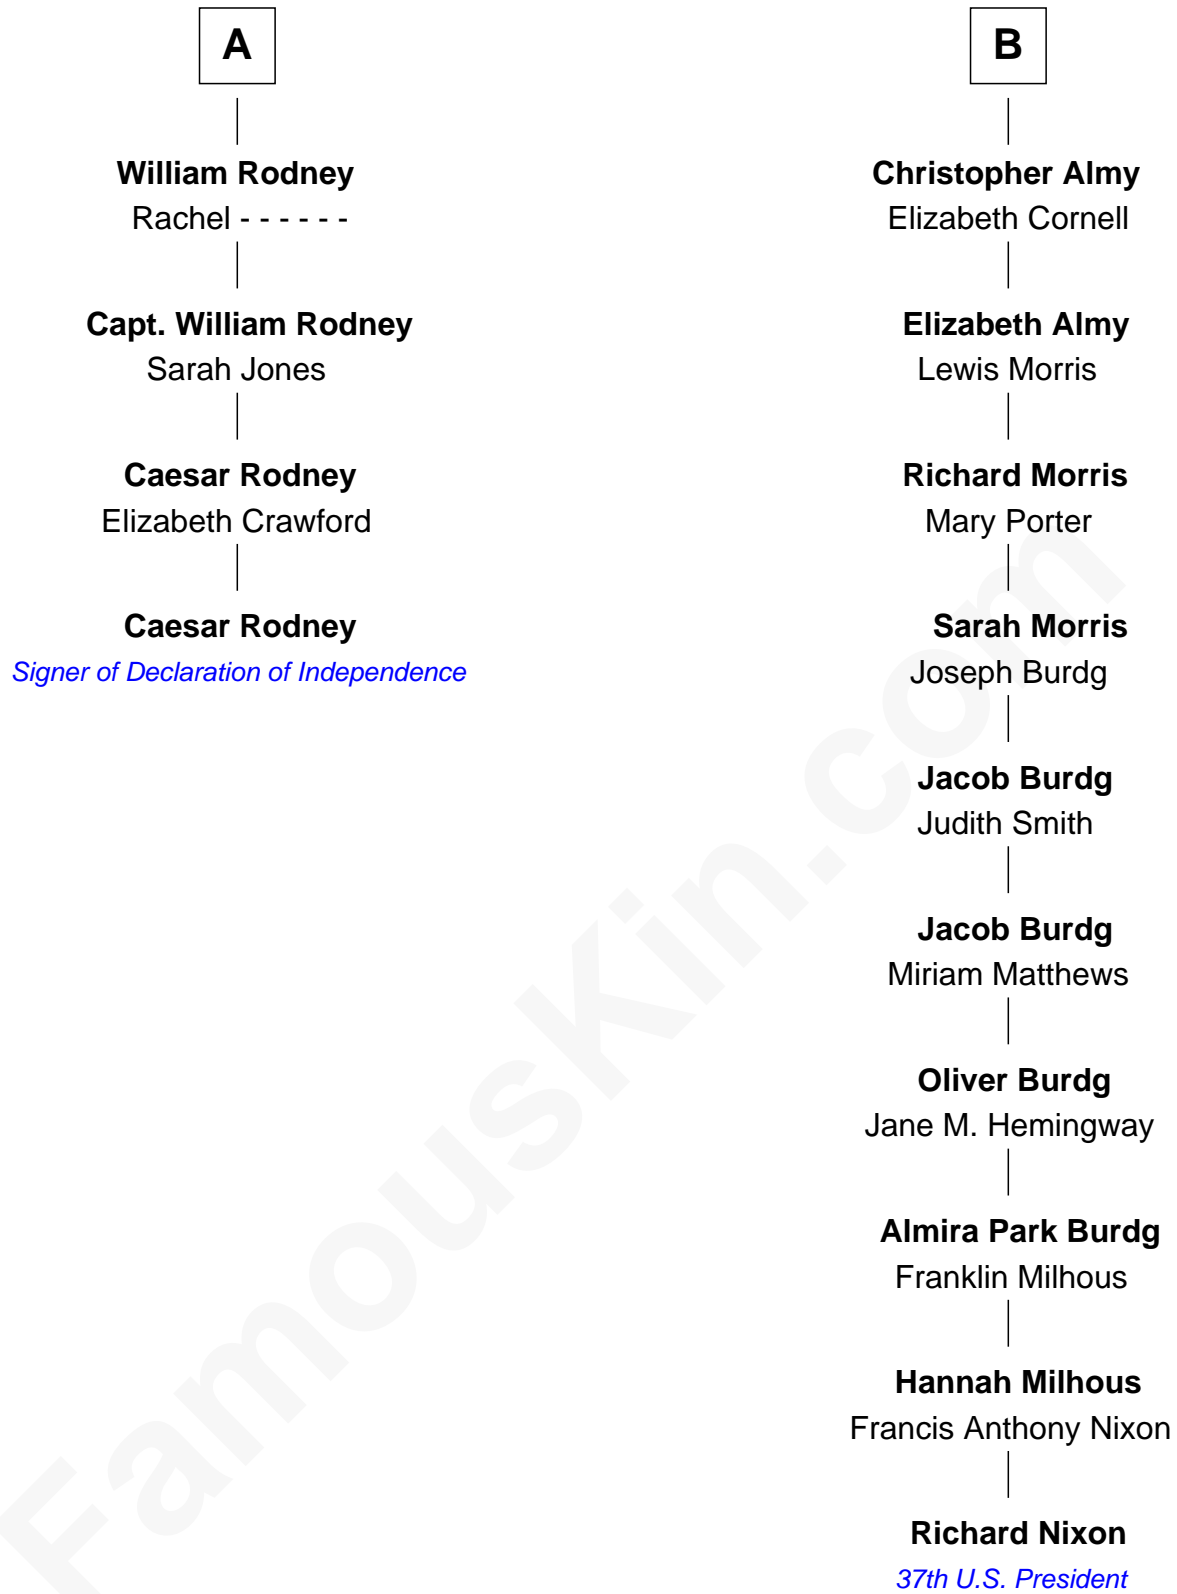 A
William Rodney
Rachel - - - - - -
Capt. William Rodney
Sarah Jones
Caesar Rodney
Elizabeth Crawford
Caesar Rodney
Signer of Declaration of Independence
B
Christopher Almy
Elizabeth Cornell
Elizabeth Almy
Lewis Morris
Richard Morris
Mary Porter
Sarah Morris
Joseph Burdg
Jacob Burdg
Judith Smith
Jacob Burdg
Miriam Matthews
Oliver Burdg
Jane M. Hemingway
Almira Park Burdg
Franklin Milhous
Hannah Milhous
Francis Anthony Nixon
Richard Nixon
37th U.S. President
FamousKin.com